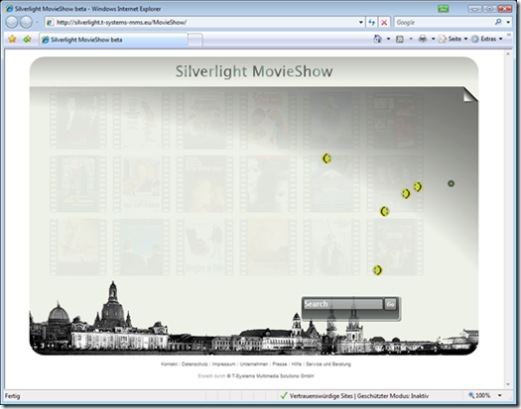 Silverlight MovieShow beta - Windows Internet Explorer
http://silverlight.t-systems-mms.eu/MovieShow/
Google
Silverlight MovieShow beta
Seite
Extras
Silverlight MovieShow
Search
Go
Kontakt | Datenschutz | Impressum | Unternehmen | Presse | Hilfe | Service und Beratung
Erstellt durch © T-Systems Multimedia Solutions GmbH
Fertig
Vertrauenswürdige Sites | Geschützter Modus: Inaktiv
100%